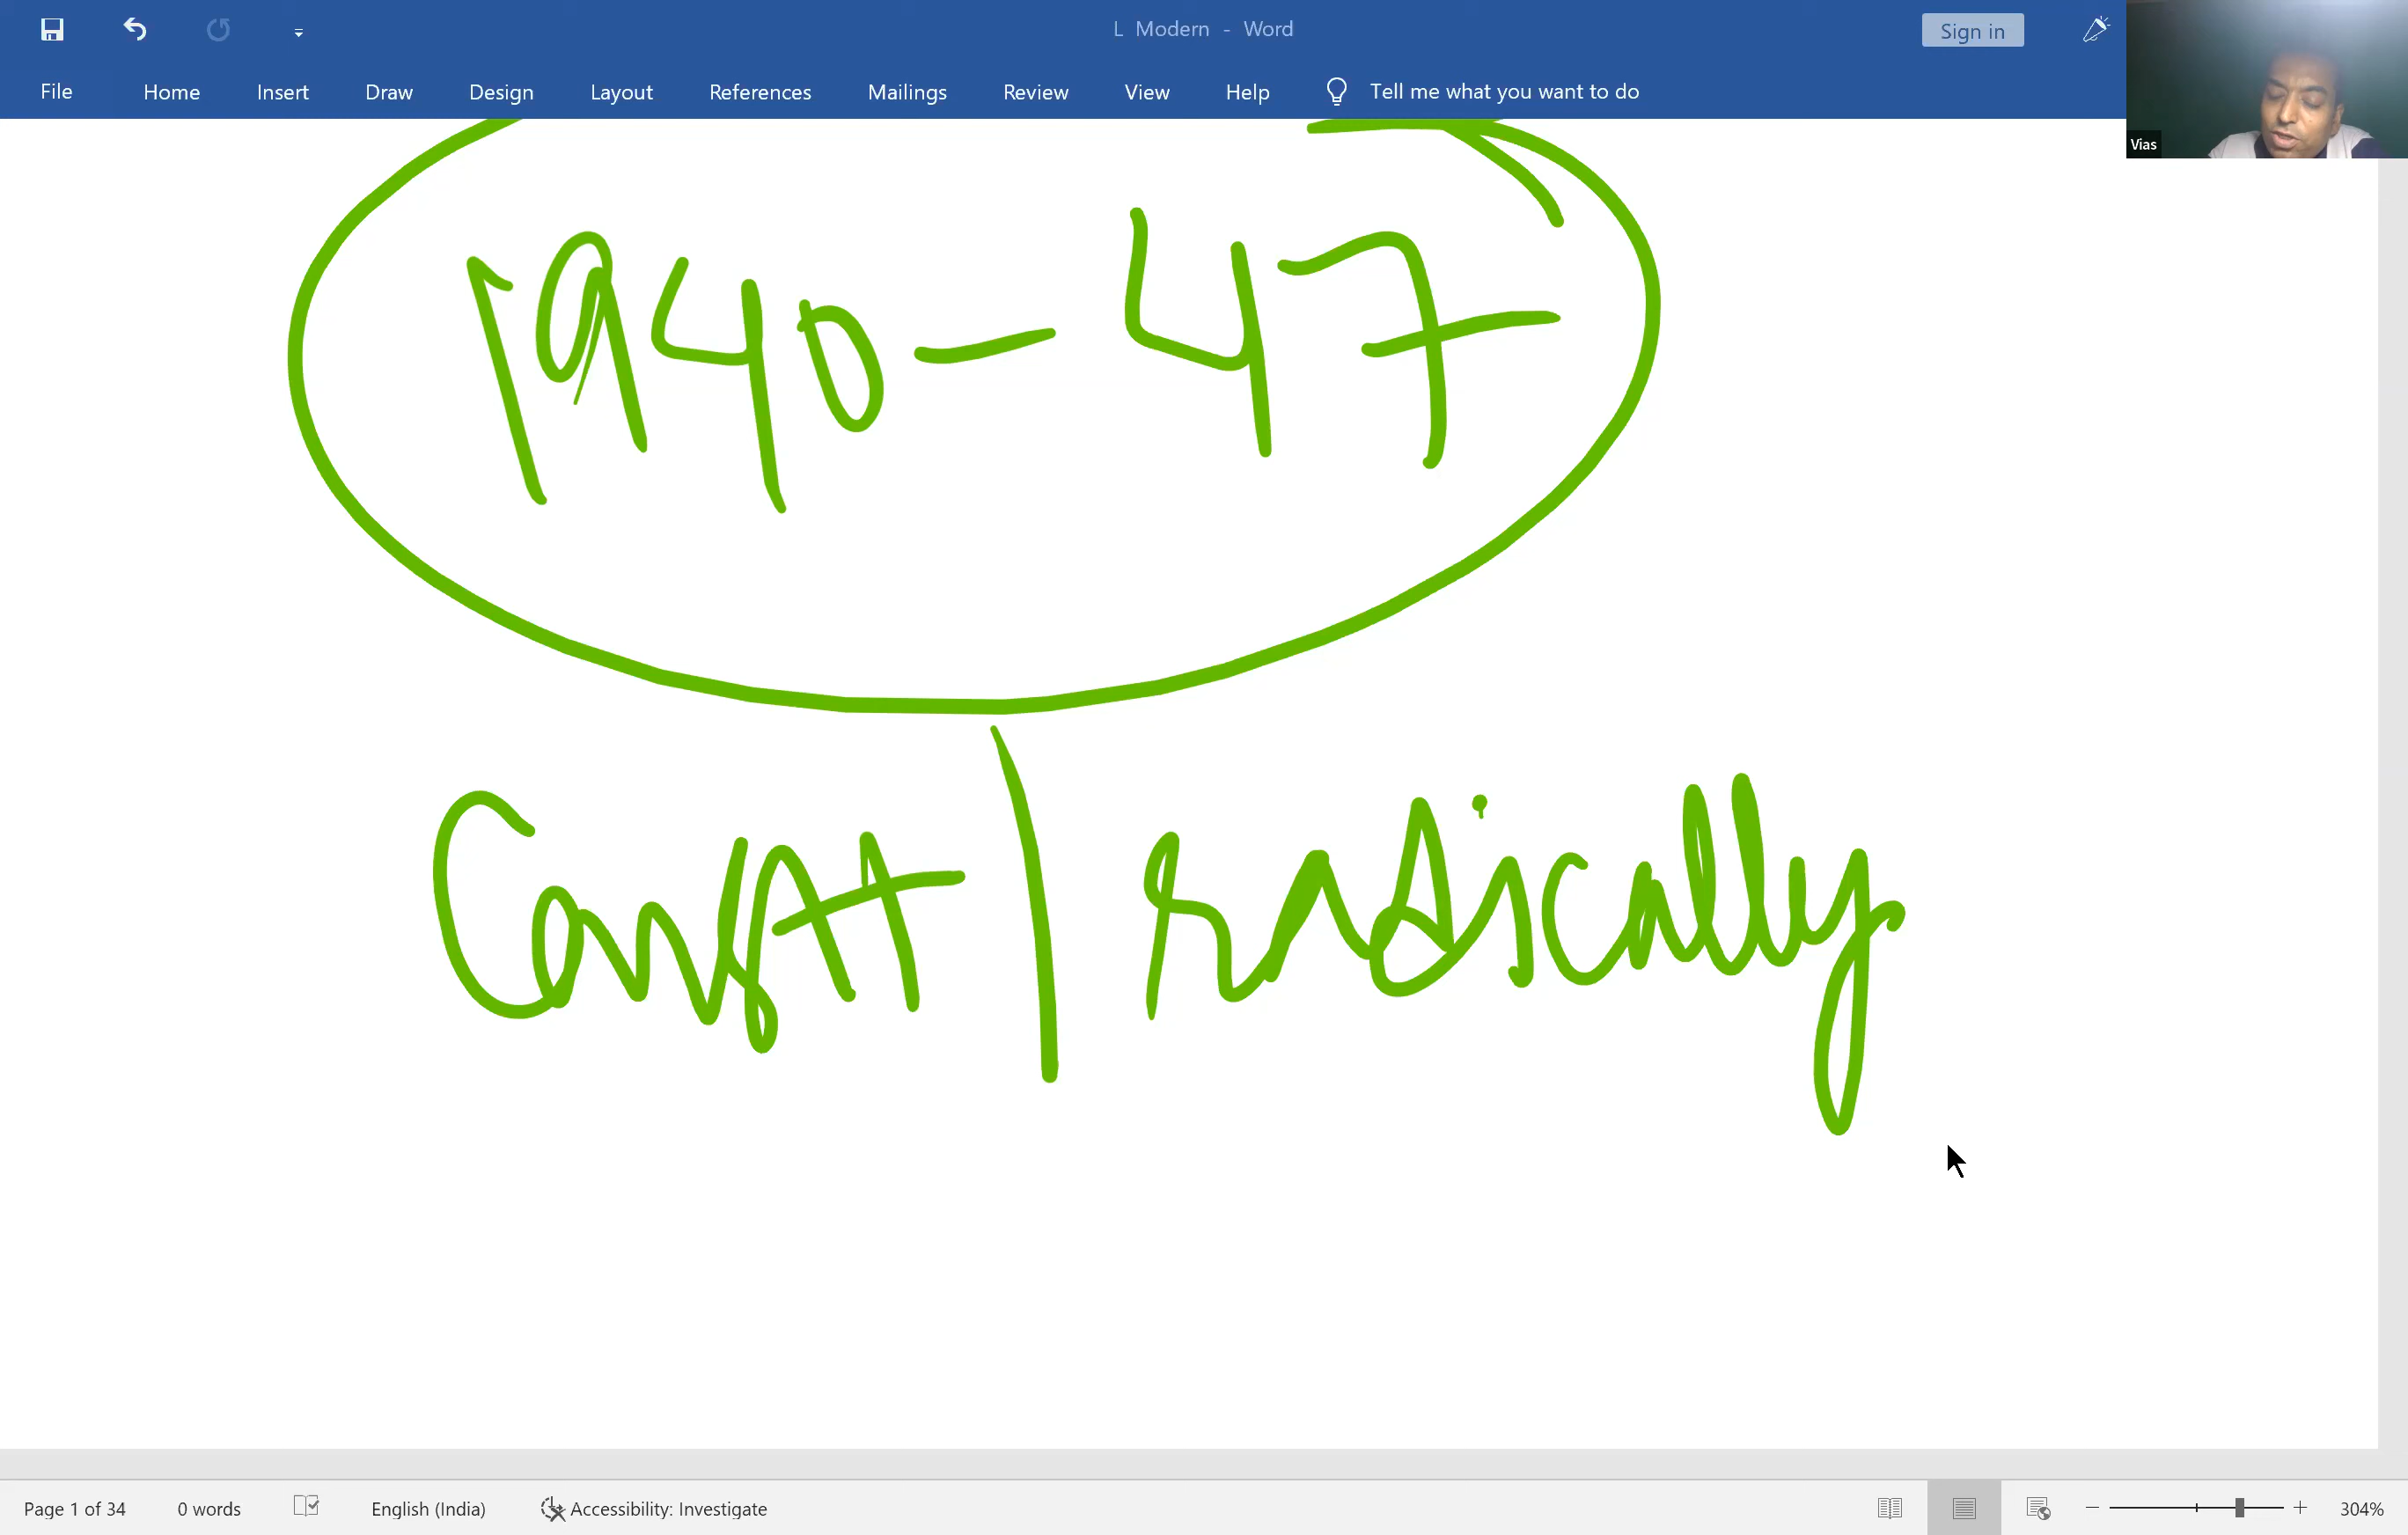 L Modern - Word
Sign in
File Home Insert Draw Design Layout References Mailings Review View Help Tell me what you want to do
Vias
1940-47
radically
Page 1 of 34 0 words English (India) Accessibility: Investigate 304%